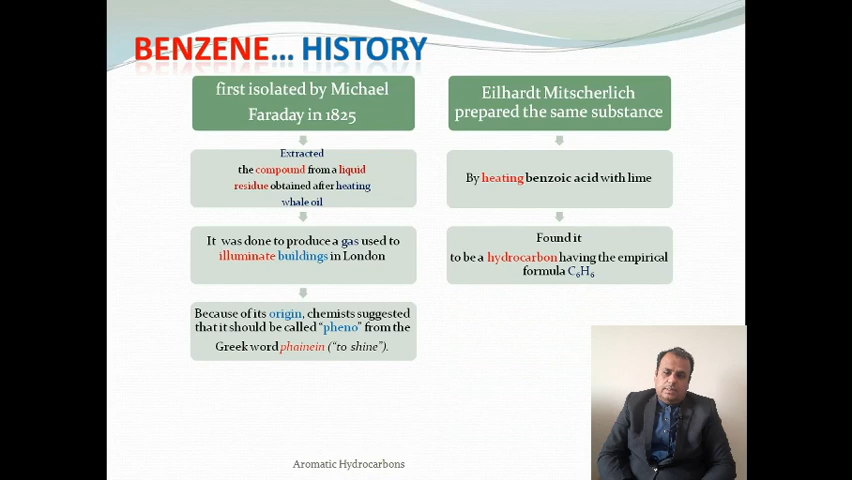 BENZENE... HISTORY
first isolated by Michael
Faraday in 1825
Extracted
the compound from a liquid
residue obtained after heating
whale oil
It was done to produce a gas used to
illuminate buildings in London
Because of its origin, chemists suggested
that it should be called “pheno” from the
Greek word phainein (“to shine”).
Eilhardt Mitscherlich
prepared the same substance
By heating benzoic acid with lime
Found it
to be a hydrocarbon having the empirical
formula C₆H₆
Aromatic Hydrocarbons